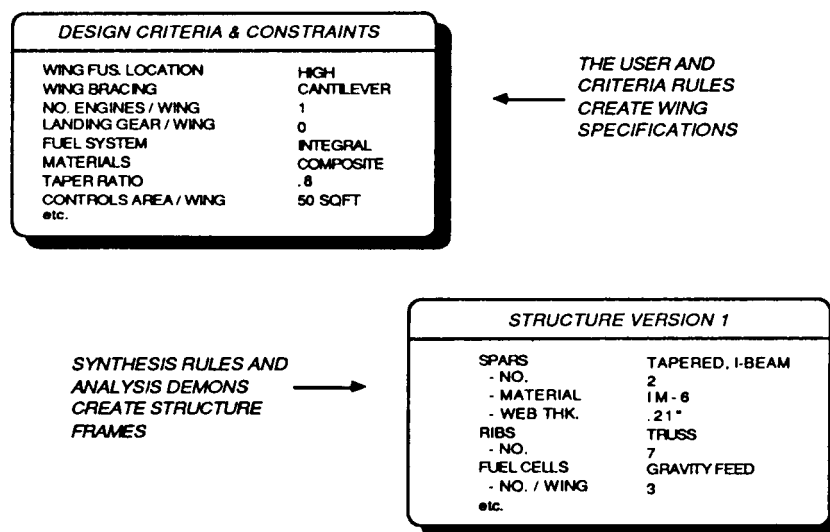 DESIGN CRITERIA & CONSTRAINTS
WING FUS. LOCATION HIGH
WING BRACING CANTILEVER
NO. ENGINES / WING 1
LANDING GEAR / WING 0
FUEL SYSTEM INTEGRAL
MATERIALS COMPOSITE
TAPER RATIO .6
CONTROLS AREA / WING 50 SQFT
etc.
THE USER AND
CRITERIA RULES
CREATE WING
SPECIFICATIONS
SYNTHESIS RULES AND
ANALYSIS DEMONS
CREATE STRUCTURE
FRAMES
STRUCTURE VERSION 1
SPARS TAPERED, I-BEAM
- NO. 2
- MATERIAL IM-6
- WEB THK. .21"
RIBS TRUSS
- NO. 7
FUEL CELLS GRAVITY FEED
- NO. / WING 3
etc.